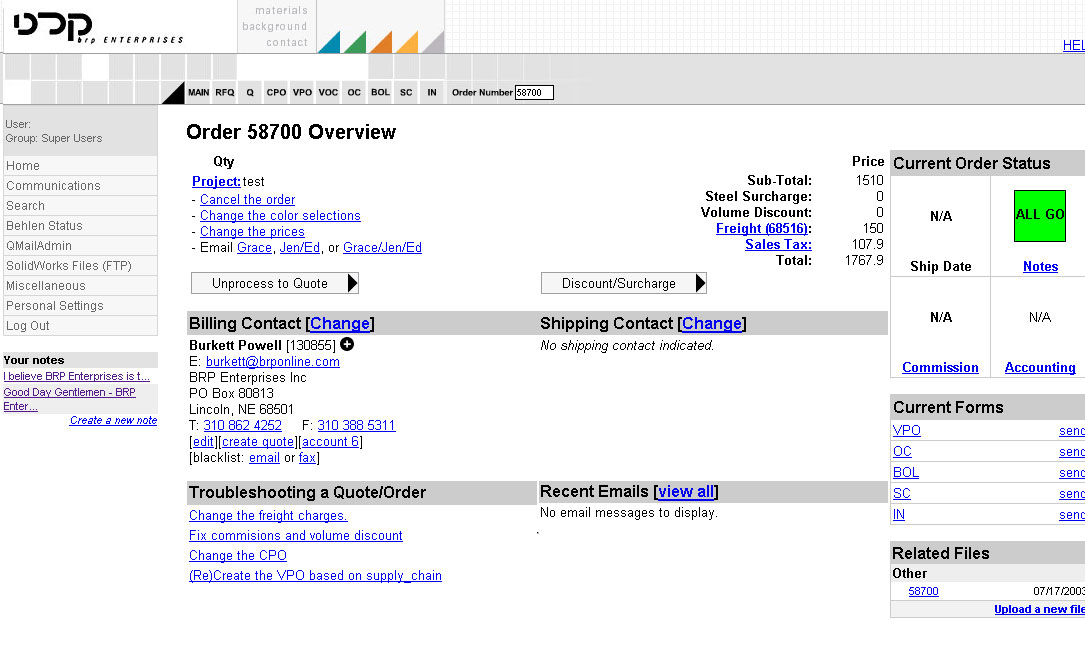 brp ENTERPRISES
materials
background
contact
HEL
MAIN RFQ Q CPO VPO VOC OC BOL SC IN Order Number 58700
User:
Group: Super Users
Home
Communications
Search
Behlen Status
QMailAdmin
SolidWorks Files (FTP)
Miscellaneous
Personal Settings
Log Out
Your notes
I believe BRP Enterprises is t...
Good Day Gentlemen - BRP
Enter...
Create a new note
Order 58700 Overview
Qty
Project: test
- Cancel the order
- Change the color selections
- Change the prices
- Email Grace, Jen/Ed, or Grace/Jen/Ed
Price
Sub-Total: 1510
Steel Surcharge: 0
Volume Discount: 0
Freight (68516): 150
Sales Tax: 107.9
Total: 1767.9
Unprocess to Quote
Discount/Surcharge
Billing Contact [Change]
Burkett Powell [130855]
E: burkett@brponline.com
BRP Enterprises Inc
PO Box 80813
Lincoln, NE 68501
T: 310 862 4252 F: 310 388 5311
[edit][create quote][account 6]
[blacklist: email or fax]
Shipping Contact [Change]
No shipping contact indicated.
Troubleshooting a Quote/Order
Change the freight charges.
Fix commisions and volume discount
Change the CPO
(Re)Create the VPO based on supply_chain
Recent Emails [view all]
No email messages to display.
Current Order Status
N/A
ALL GO
Ship Date
Notes
N/A
N/A
Commission
Accounting
Current Forms
VPO send
OC send
BOL send
SC send
IN send
Related Files
Other
58700 07/17/2003
Upload a new file